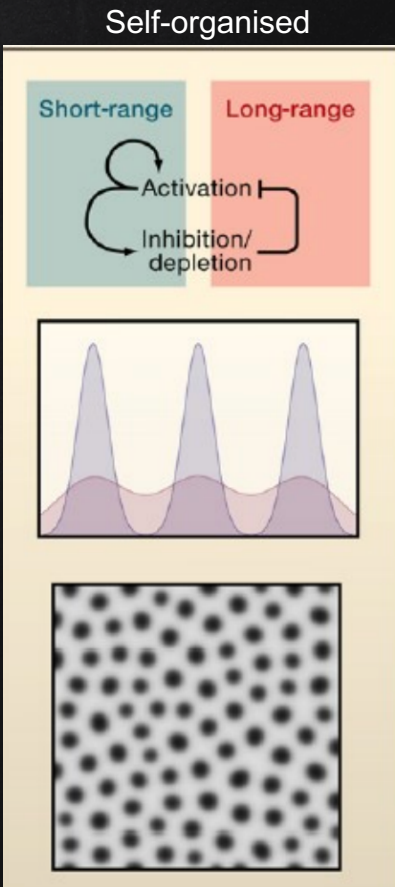 Self-organised
Short-range
Long-range
Activation
Inhibition/
depletion